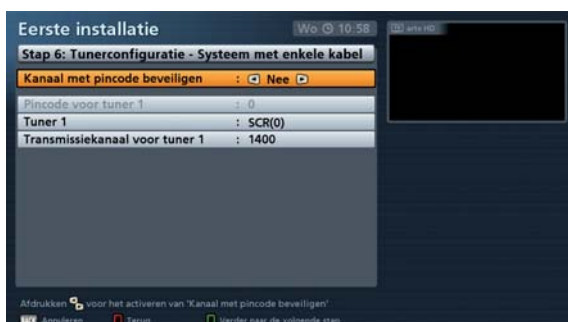 Eerste installatie
Wo 10:58
arte HD
Stap 6: Tunerconfiguratie - Systeem met enkele kabel
Kanaal met pincode beveiligen : Nee
Pincode voor tuner 1 : 0
Tuner 1 : SCR(0)
Transmissiekanaal voor tuner 1 : 1400
Afdrukken voor het activeren van 'Kanaal met pincode beveiligen'
Annuleren Terug Verder naar de volgende stap